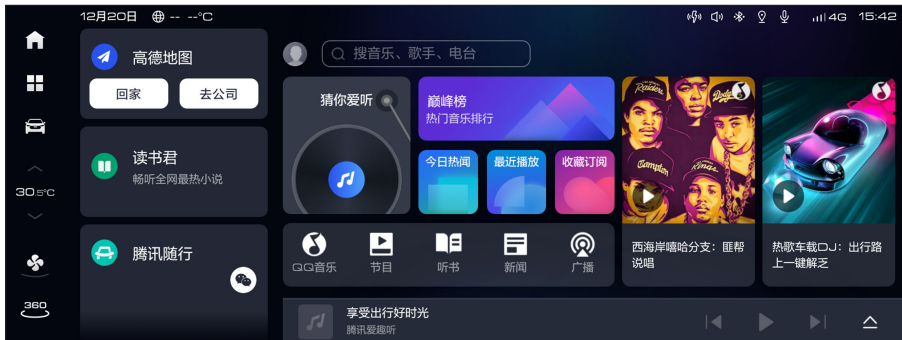 12月20日 -- --°C
4G 15:42
高德地图
回家 去公司
读书君
畅听全网最热小说
腾讯随行
30.5°C
360
搜音乐、歌手、电台
猜你爱听
巅峰榜
热门音乐排行
今日热闻 最近播放 收藏订阅
QQ音乐 节目 听书 新闻 广播
Raiders
Dodgers
Compton
Kings
西海岸嘻哈分支：匪帮
说唱
热歌车载DJ：出行路
上一键解乏
享受出行好时光
腾讯爱趣听